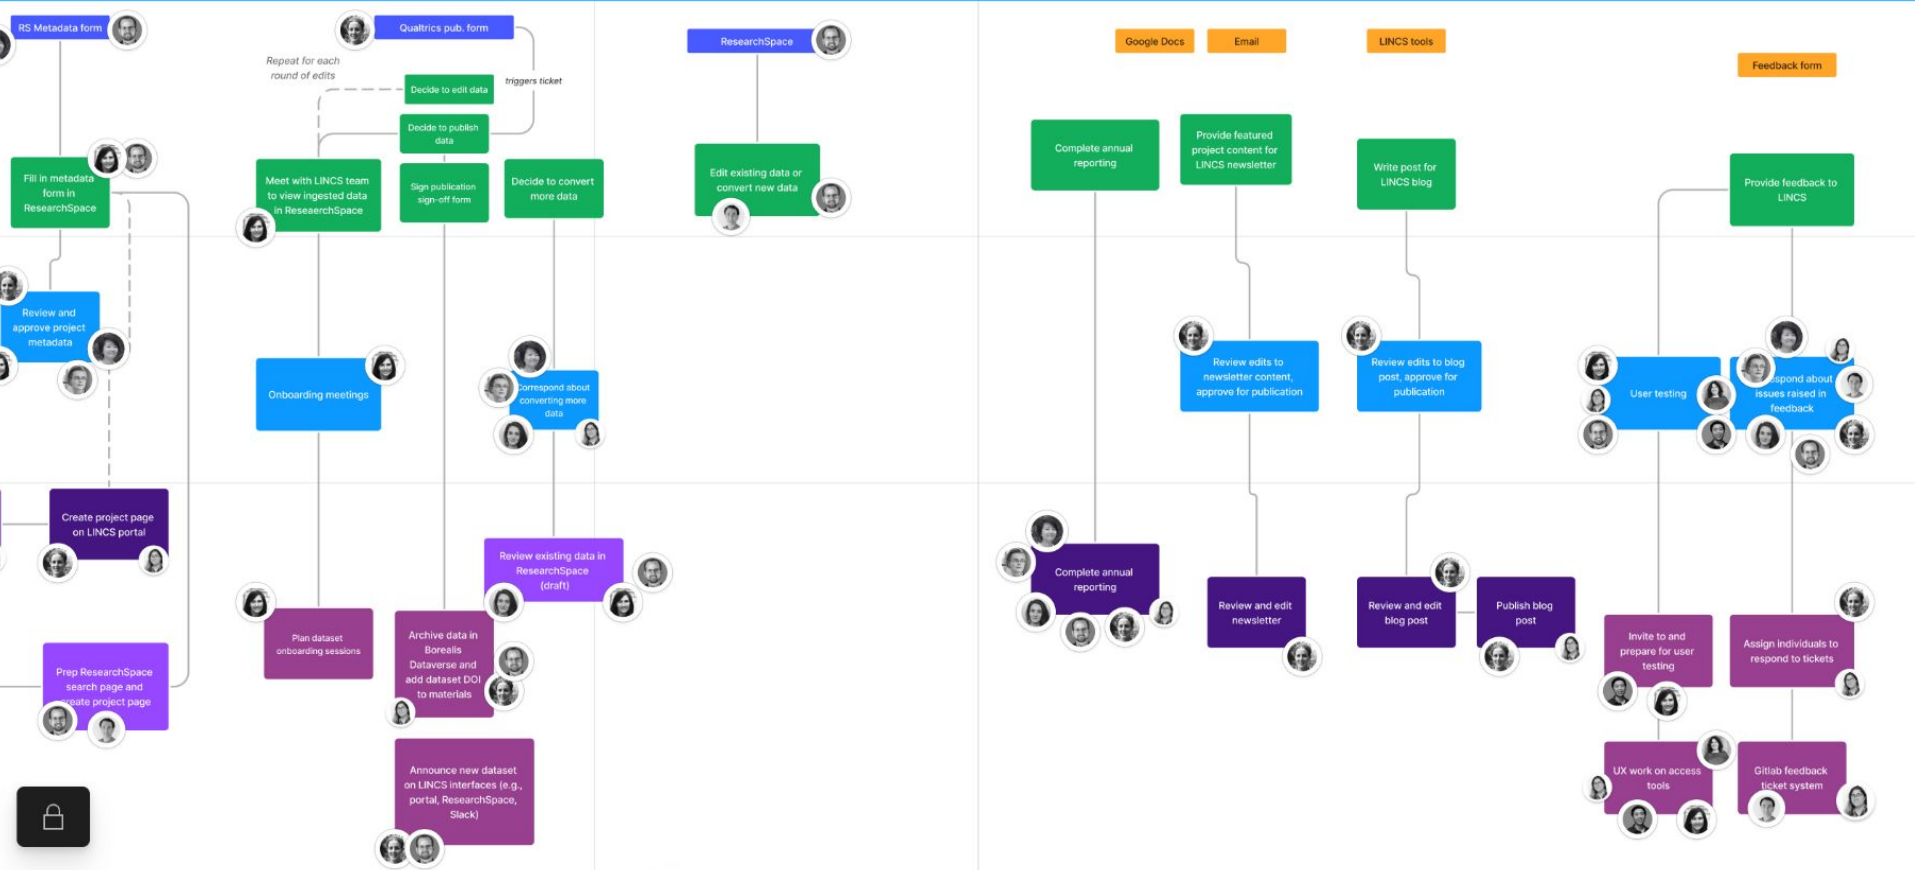 RS Metadata form
Qualtrics pub. form
ResearchSpace
Google Docs
Email
LINCS tools
Feedback form
Repeat for each
round of edits
triggers ticket
Decide to edit data
Decide to publish
data
Fill in metadata
form in
ResearchSpace
Meet with LINCS team
to view ingested data
in ReseaerchSpace
Sign publication
sign-off form
Decide to convert
more data
Edit existing data or
convert new data
Complete annual
reporting
Provide featured
project content for
LINCS newsletter
Write post for
LINCS blog
Provide feedback to
LINCS
Review and
approve project
metadata
Onboarding meetings
Correspond about
converting more
data
Review edits to
newsletter content,
approve for publication
Review edits to blog
post, approve for
publication
User testing
spond about
issues raised in
feedback
Create project page
on LINCS portal
Review existing data in
ResearchSpace
(draft)
Complete annual
reporting
Review and edit
newsletter
Review and edit
blog post
Publish blog
post
Plan dataset
onboarding sessions
Archive data in
Borealis
Dataverse and
add dataset DOI
to materials
Invite to and
prepare for user
testing
Assign individuals to
respond to tickets
Prep ResearchSpace
search page and
create project page
Announce new dataset
on LINCS interfaces (e.g.,
portal, ResearchSpace,
Slack)
UX work on access
tools
Gitlab feedback
ticket system